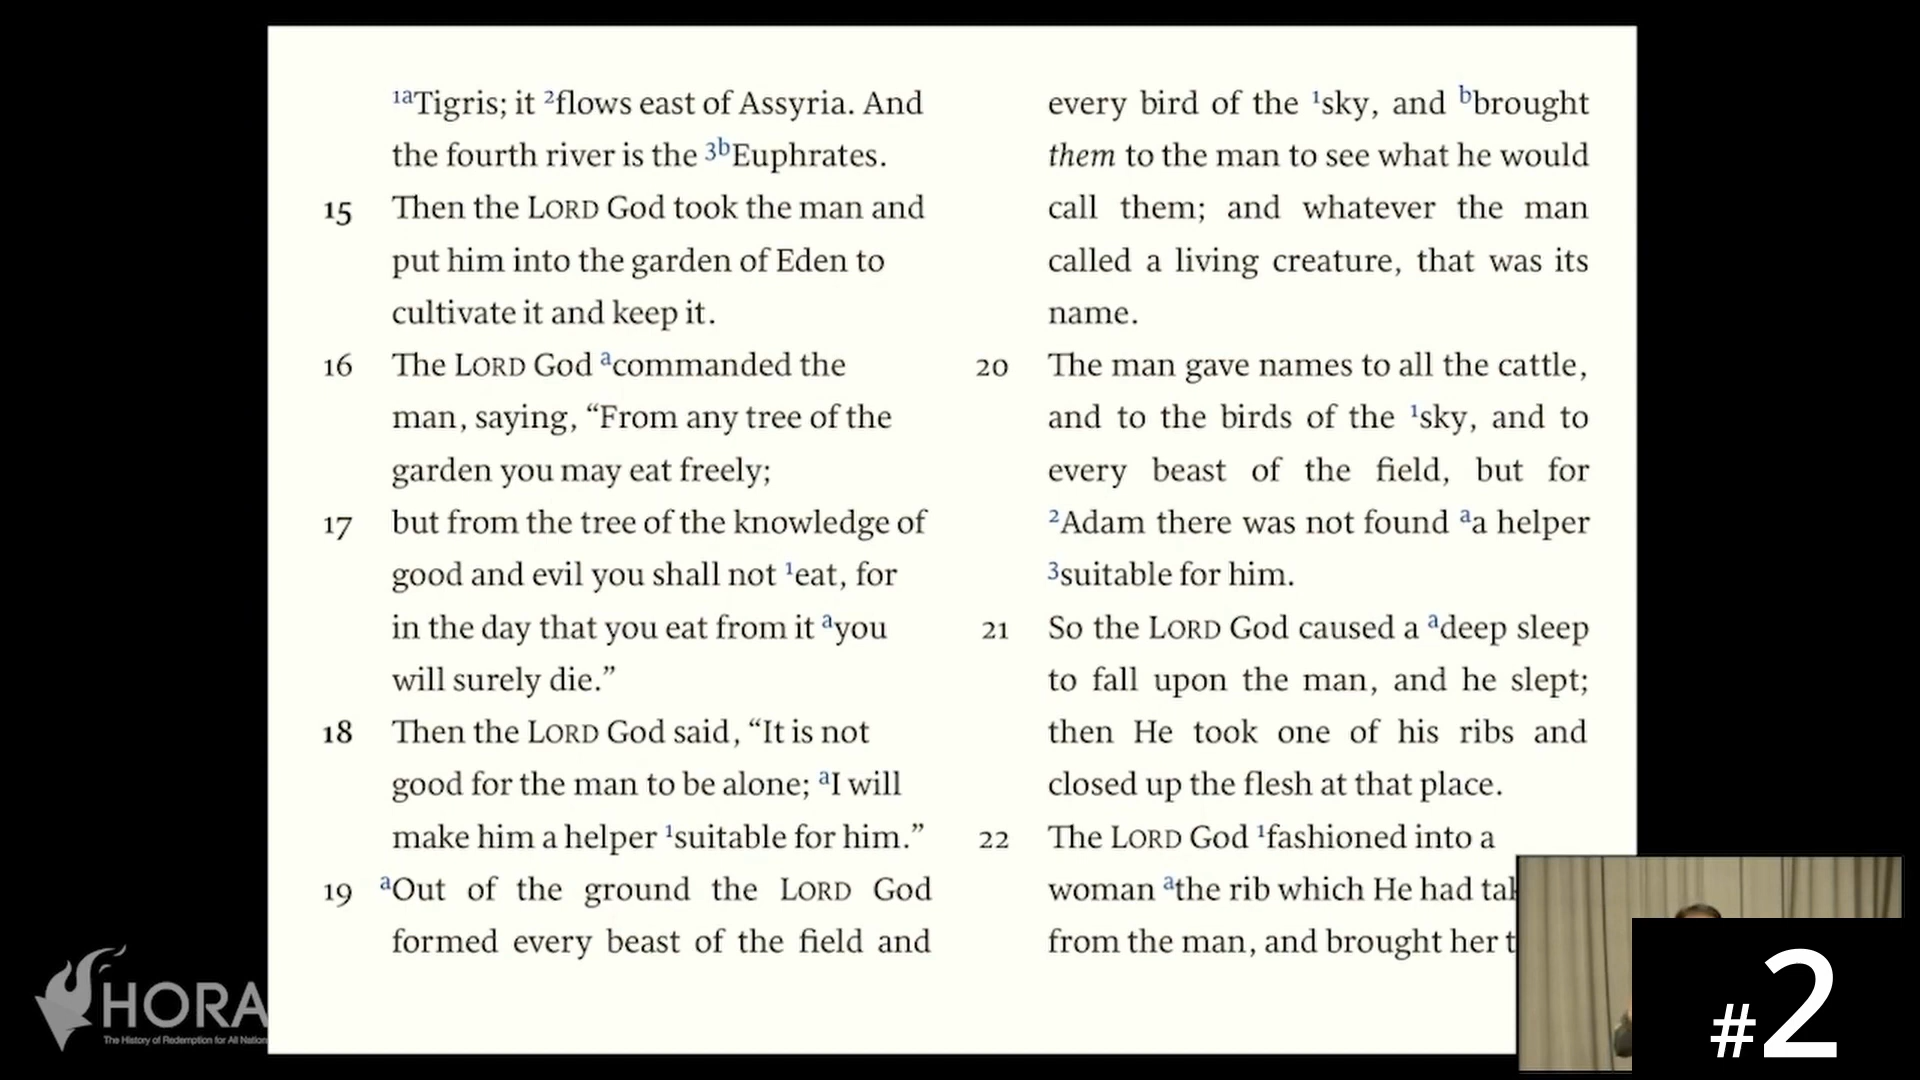 1aTigris; it 2flows east of Assyria. And
the fourth river is the 3bEuphrates.
15 Then the LORD God took the man and
put him into the garden of Eden to
cultivate it and keep it.
16 The LORD God acommanded the
man, saying, “From any tree of the
garden you may eat freely;
17 but from the tree of the knowledge of
good and evil you shall not 1eat, for
in the day that you eat from it ayou
will surely die.”
18 Then the LORD God said, “It is not
good for the man to be alone; aI will
make him a helper 1suitable for him.”
19 aOut of the ground the LORD God
formed every beast of the field and
every bird of the 1sky, and bbrought
them to the man to see what he would
call them; and whatever the man
called a living creature, that was its
name.
20 The man gave names to all the cattle,
and to the birds of the 1sky, and to
every beast of the field, but for
2Adam there was not found aa helper
3suitable for him.
21 So the LORD God caused a adeep sleep
to fall upon the man, and he slept;
then He took one of his ribs and
closed up the flesh at that place.
22 The LORD God 1fashioned into a
woman athe rib which He had
from the man, and brought her
HORA
The History of Redemption for All Nation
#2